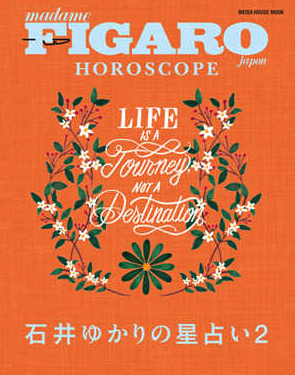 MEDIA HOUSE MOOK
madame
FIGARO
japon
HOROSCOPE
LIFE
IS A
Journey
NOT A
Destination
石井ゆかりの星占い2